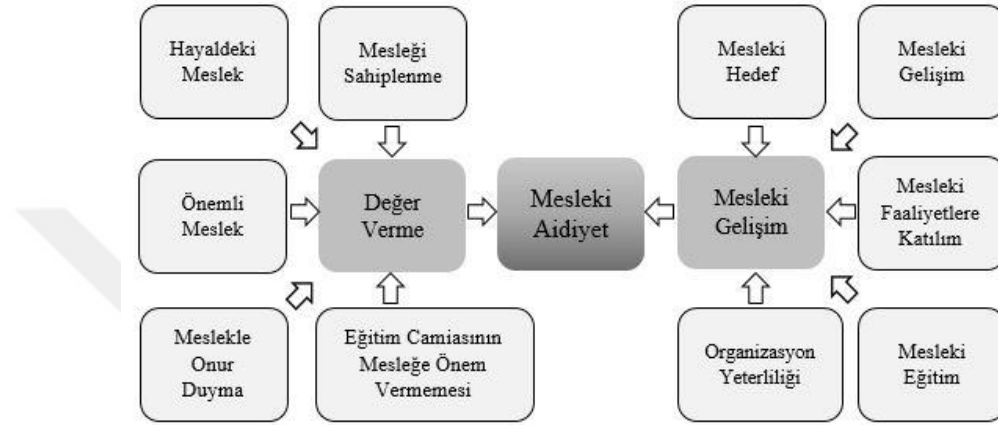 Hayaldeki
Meslek
Mesleği
Sahiplenme
Mesleki
Hedef
Mesleki
Gelişim
Önemli
Meslek
Değer
Verme
Mesleki
Aidiyet
Mesleki
Gelişim
Mesleki
Faaliyetlere
Katılım
Meslekle
Onur
Duyma
Eğitim Camiasının
Mesleğe Önem
Vermemesi
Organizasyon
Yeterliliği
Mesleki
Eğitim